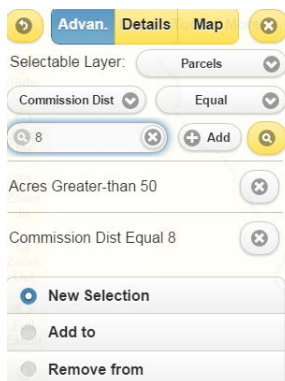 Advan. Details Map
Selectable Layer: Parcels
Commission Dist Equal
8 Add
Acres Greater-than 50
Commission Dist Equal 8
New Selection
Add to
Remove from